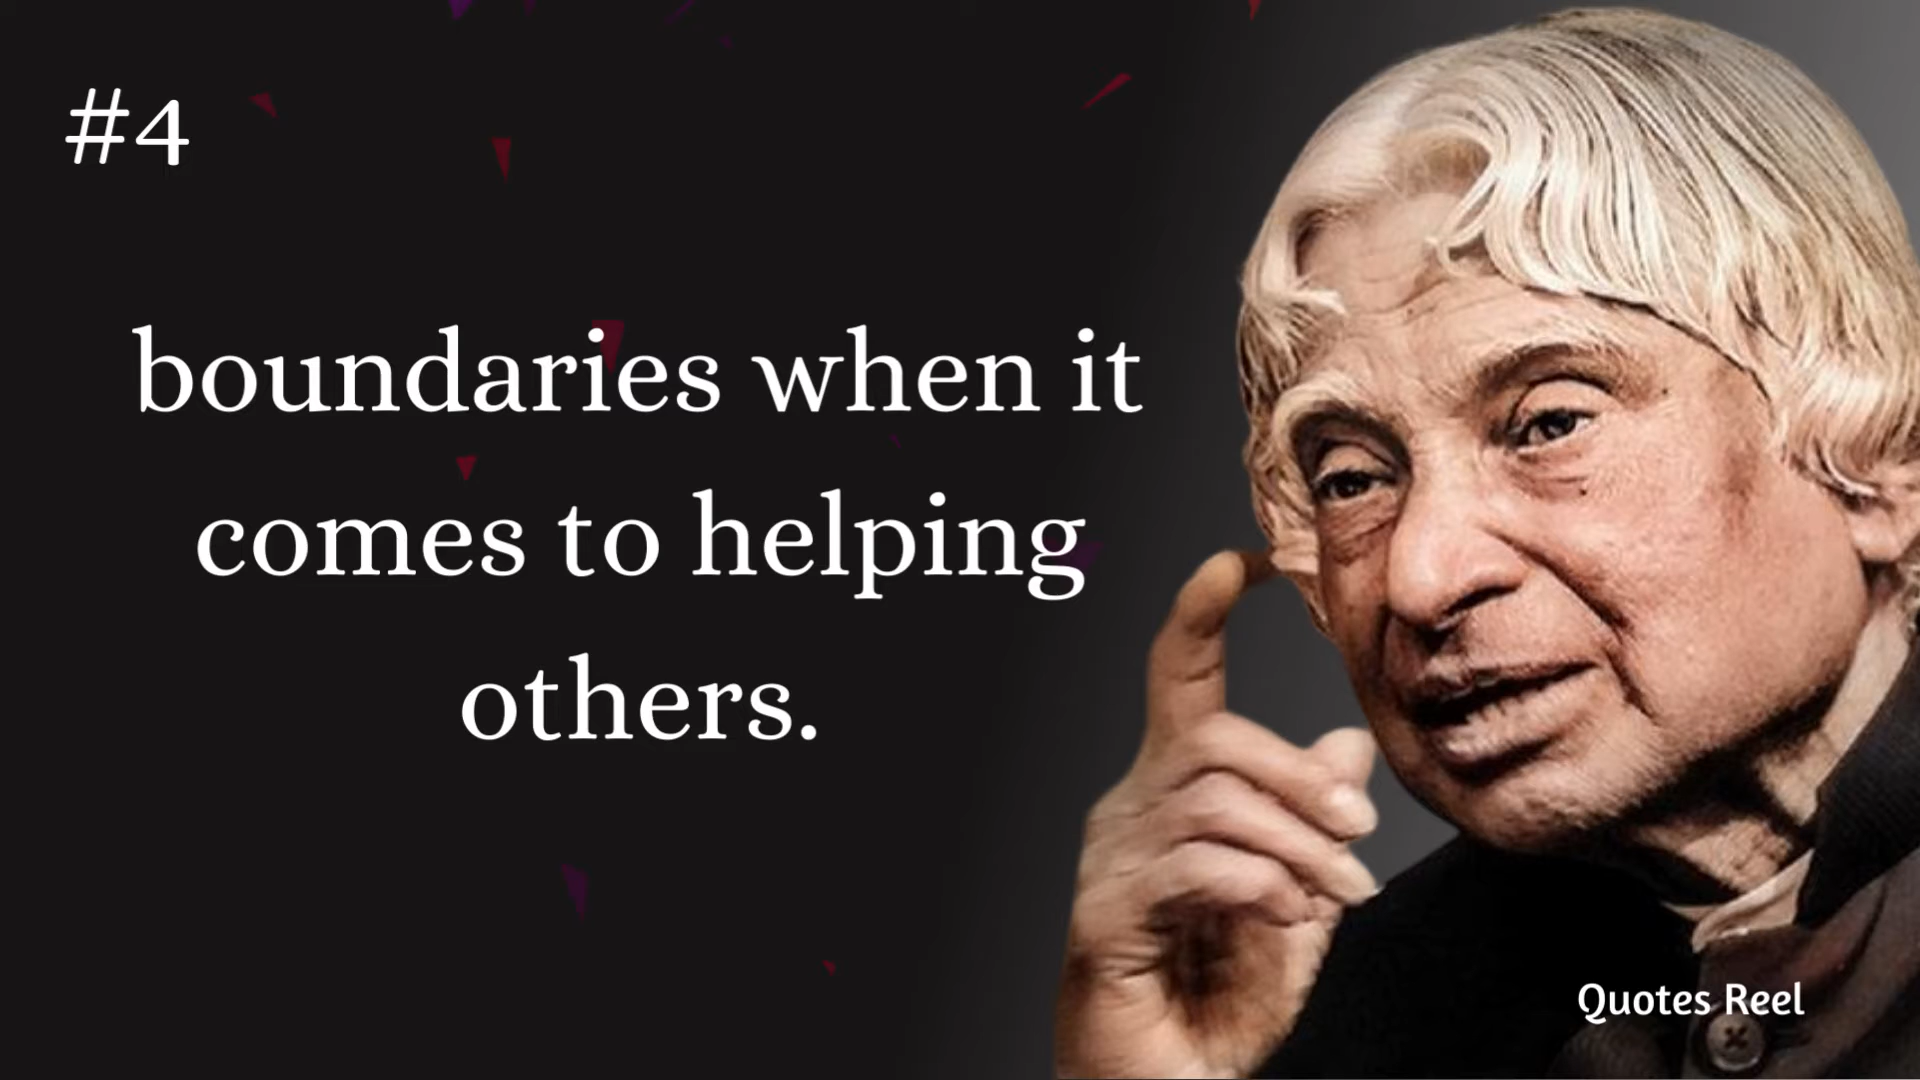 #4
boundaries when it
comes to helping
others.
Quotes Reel